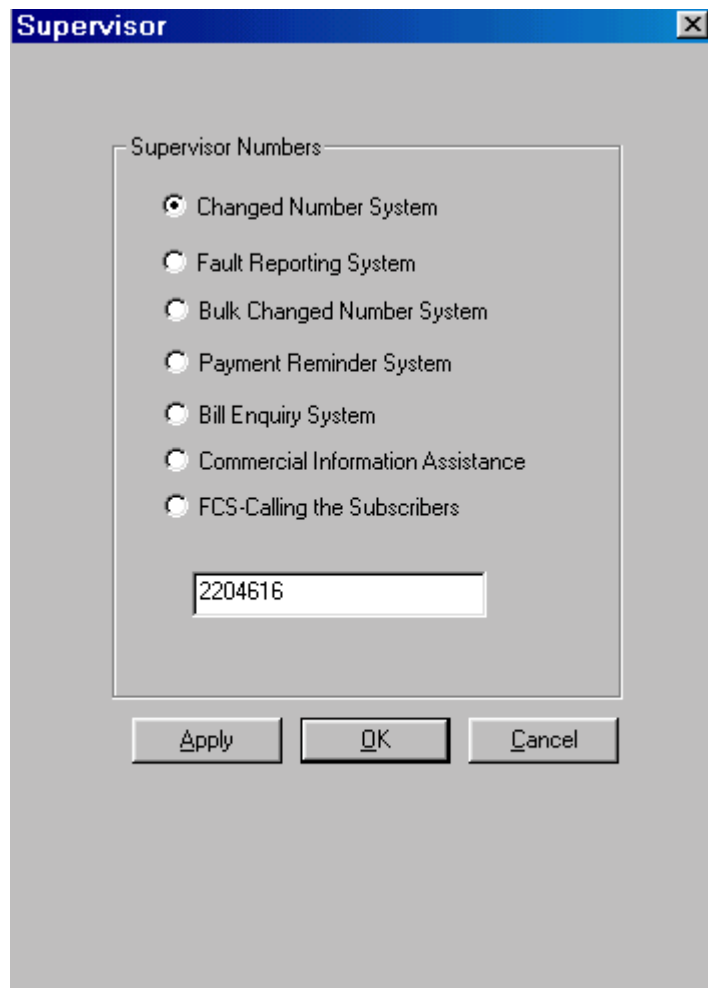 Supervisor
Supervisor Numbers
Changed Number System
Fault Reporting System
Bulk Changed Number System
Payment Reminder System
Bill Enquiry System
Commercial Information Assistance
FCS-Calling the Subscribers
2204616
Apply OK Cancel